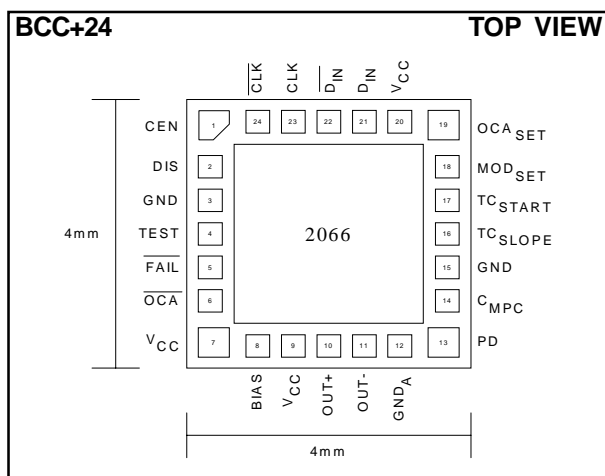 BCC+24 TOP VIEW
CLK CLK DIN DIN VCC
24 23 22 21 20
CEN 1 19 OCASET
DIS 2 18 MODSET
GND 3 17 TCSTART
TEST 4 16 TCSLOPE
4mm
2066
FAIL 5 15 GND
OCA 6 14 CMPC
VCC 7 13 PD
8 9 10 11 12
BIAS VCC OUT+ OUT- GNDA
4mm